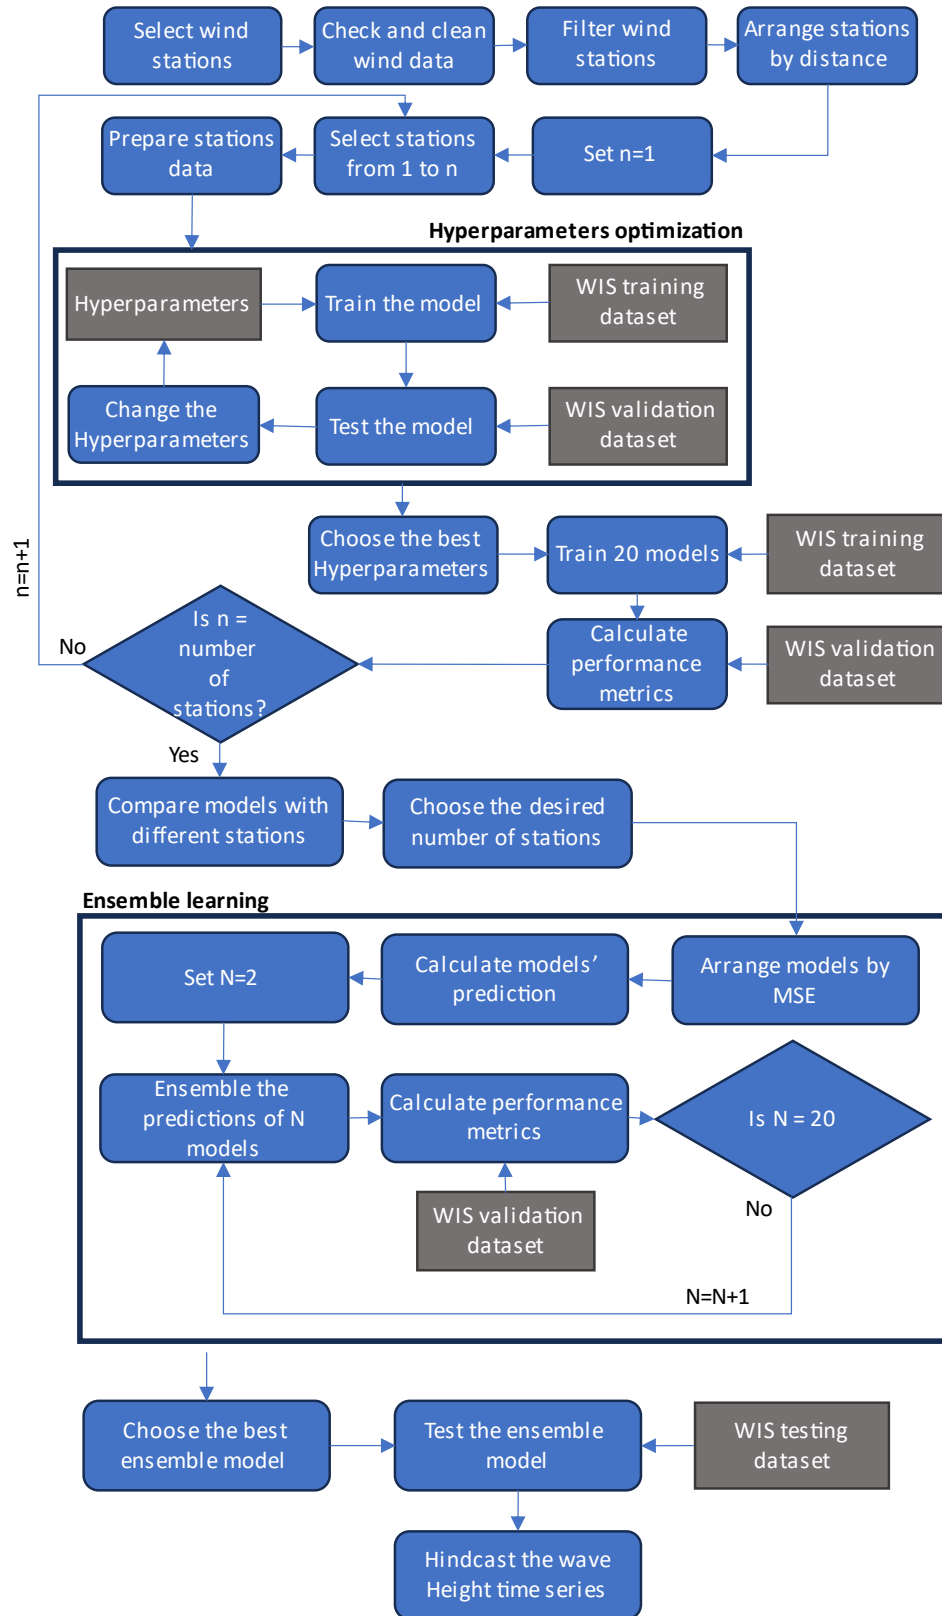 Select wind
stations
Check and clean
wind data
Filter wind
stations
Arrange stations
by distance
Prepare stations
data
Select stations
from 1 to n
Set n=1
Hyperparameters optimization
Hyperparameters
Train the model
WIS training
dataset
Change the
Hyperparameters
Test the model
WIS validation
dataset
n=n+1
Choose the best
Hyperparameters
Train 20 models
WIS training
dataset
No
Is n =
number
of
stations?
Calculate
performance
metrics
WIS validation
dataset
Yes
Compare models with
different stations
Choose the desired
number of stations
Ensemble learning
Set N=2
Calculate models’
prediction
Arrange models by
MSE
Ensemble the
predictions of N
models
Calculate performance
metrics
Is N = 20
No
WIS validation
dataset
N=N+1
Choose the best
ensemble model
Test the ensemble
model
WIS testing
dataset
Hindcast the wave
Height time series